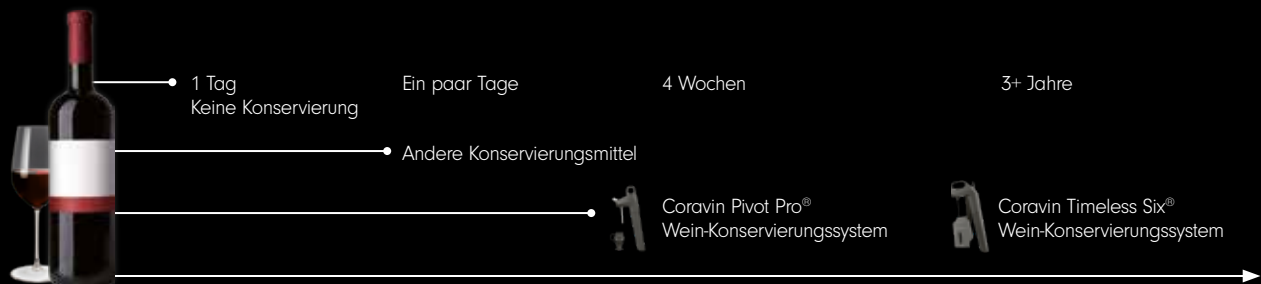 1 Tag
Keine Konservierung
Ein paar Tage
4 Wochen
3+ Jahre
Andere Konservierungsmittel
Coravin Pivot Pro®
Wein-Konservierungssystem
Coravin Timeless Six®
Wein-Konservierungssystem